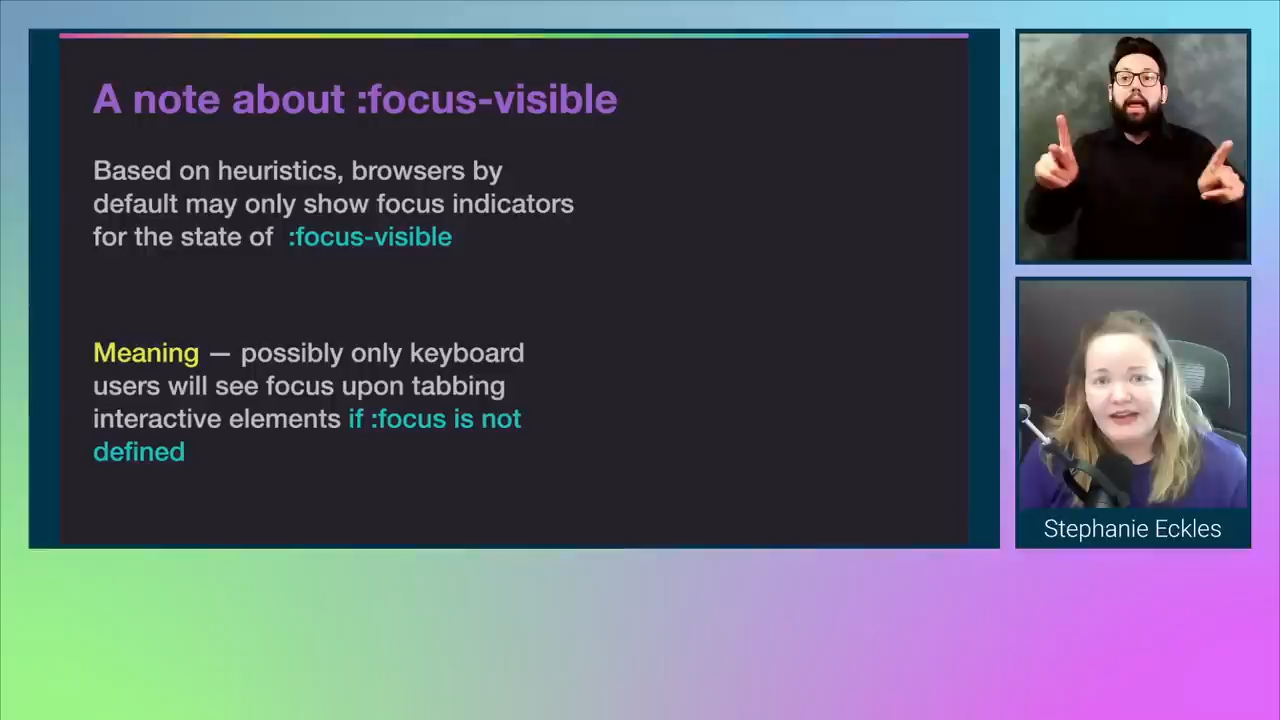 A note about :focus-visible
Based on heuristics, browsers by
default may only show focus indicators
for the state of :focus-visible
Meaning — possibly only keyboard
users will see focus upon tabbing
interactive elements if :focus is not
defined
Stephanie Eckles